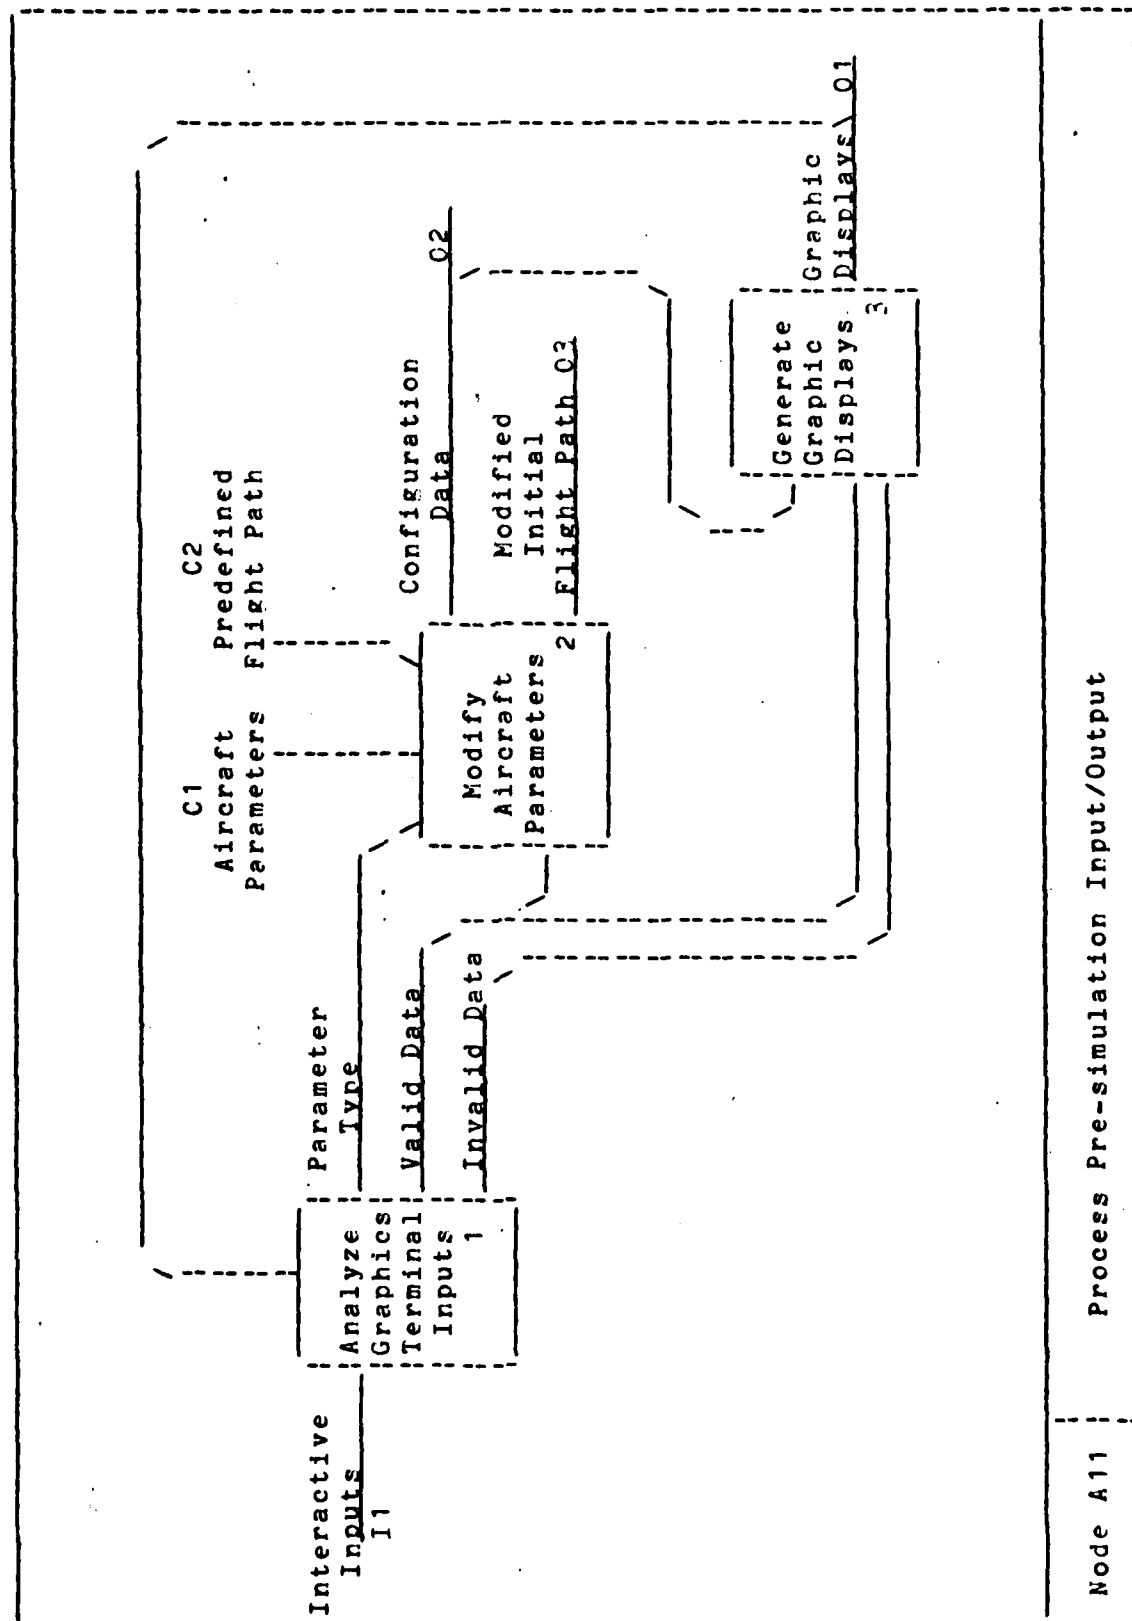 C1
Aircraft
Parameters
C2
Predefined
Flight Path
Interactive
Inputs
I1
Analyze
Graphics
Terminal
Inputs
1
Parameter
Type
Valid Data
Invalid Data
Modify
Aircraft
Parameters
2
Configuration
Data
O2
Modified
Initial
Flight Path O3
Generate
Graphic
Displays
3
Graphic
Displays O1
Node A11
Process Pre-simulation Input/Output